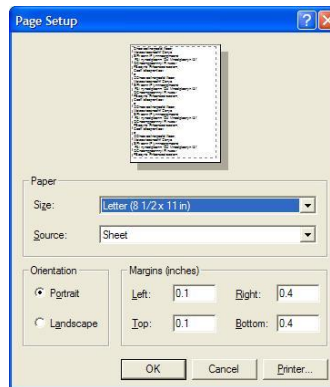 Page Setup
Paper
Size: Letter (8 1/2 x 11 in)
Source: Sheet
Orientation
Portrait
Landscape
Margins (inches)
Left: 0.1 Right: 0.4
Top: 0.1 Bottom: 0.4
OK Cancel Printer...